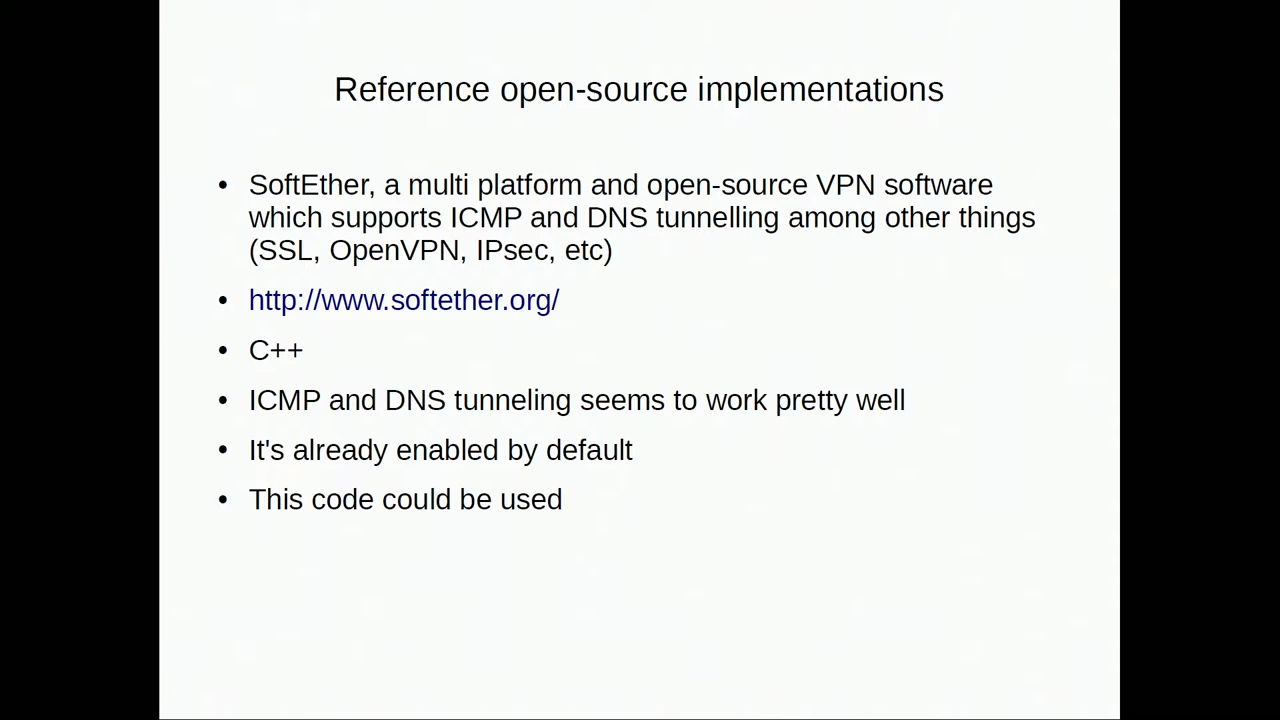 Reference open-source implementations
• SoftEther, a multi platform and open-source VPN software
which supports ICMP and DNS tunnelling among other things
(SSL, OpenVPN, IPsec, etc)
• http://www.softether.org/
• C++
• ICMP and DNS tunneling seems to work pretty well
• It's already enabled by default
• This code could be used